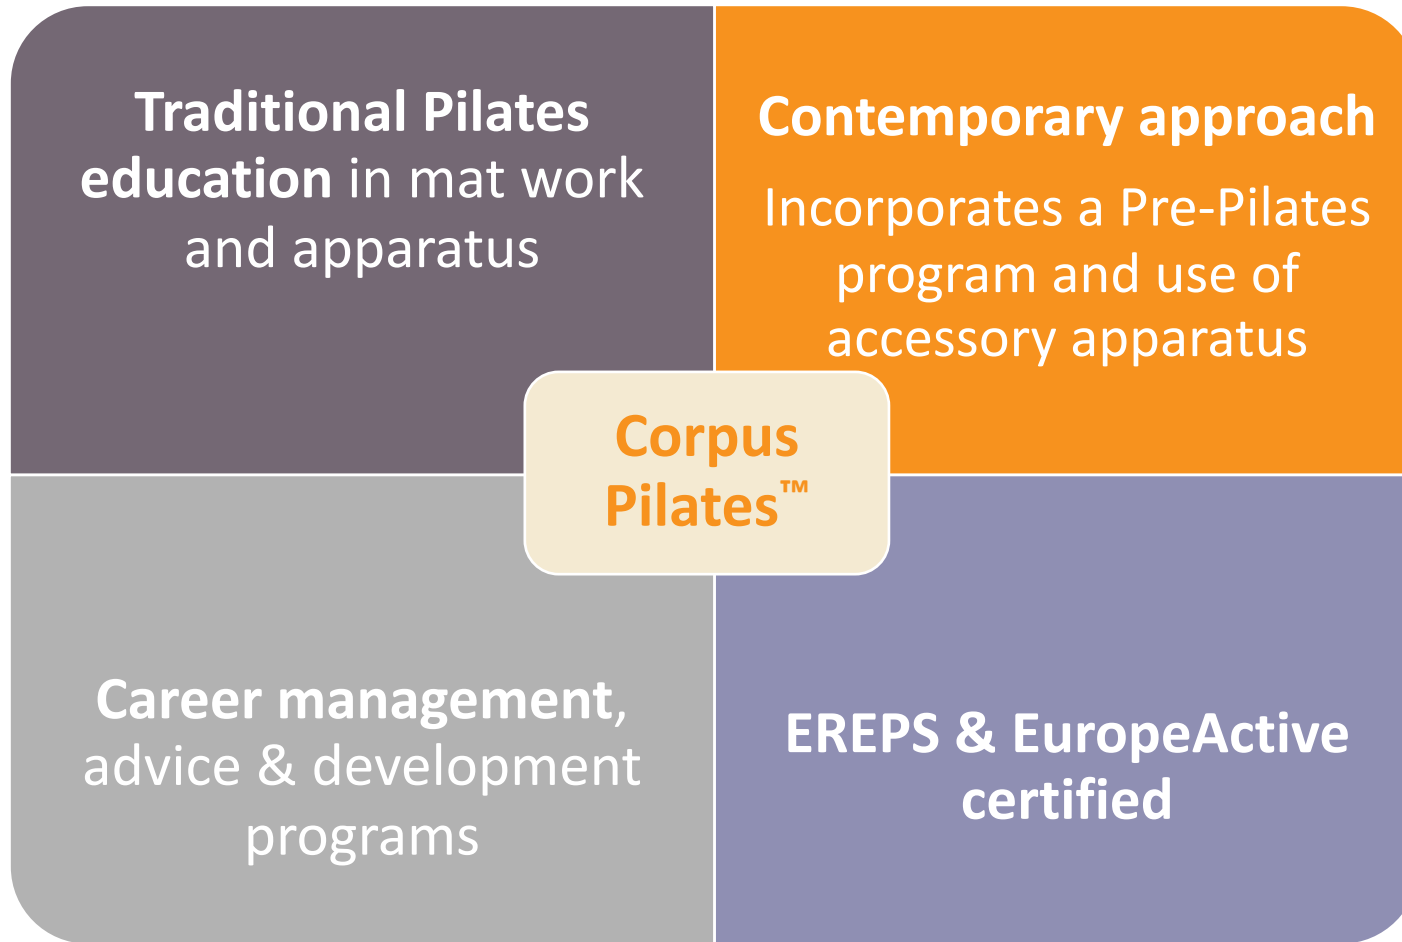 Traditional Pilates
education in mat work
and apparatus
Contemporary approach
Incorporates a Pre-Pilates
program and use of
accessory apparatus
Corpus
Pilates™
Career management,
advice & development
programs
EREPS & EuropeActive
certified